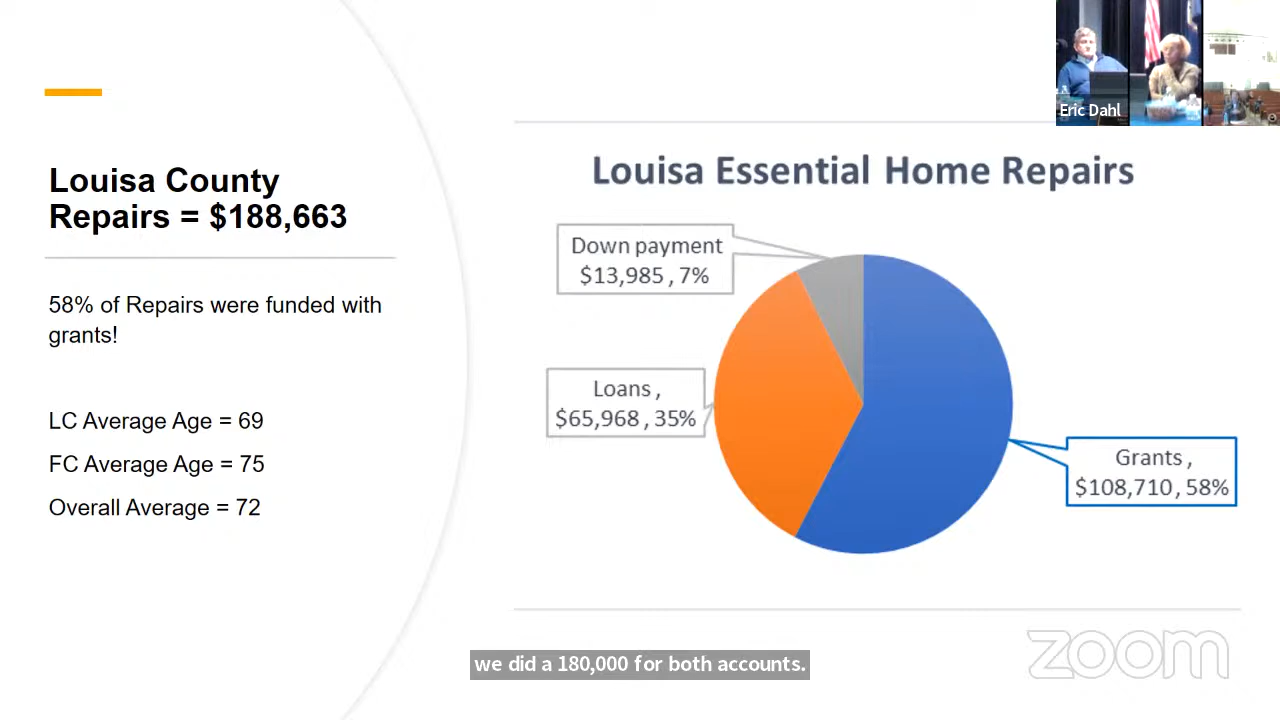 Eric Dahl
Louisa County
Repairs = $188,663
58% of Repairs were funded with
grants!
LC Average Age = 69
FC Average Age = 75
Overall Average = 72
Louisa Essential Home Repairs
Down payment
$13,985 , 7%
Loans ,
$65,968 , 35%
Grants ,
$108,710 , 58%
we did a 180,000 for both accounts.
zoom